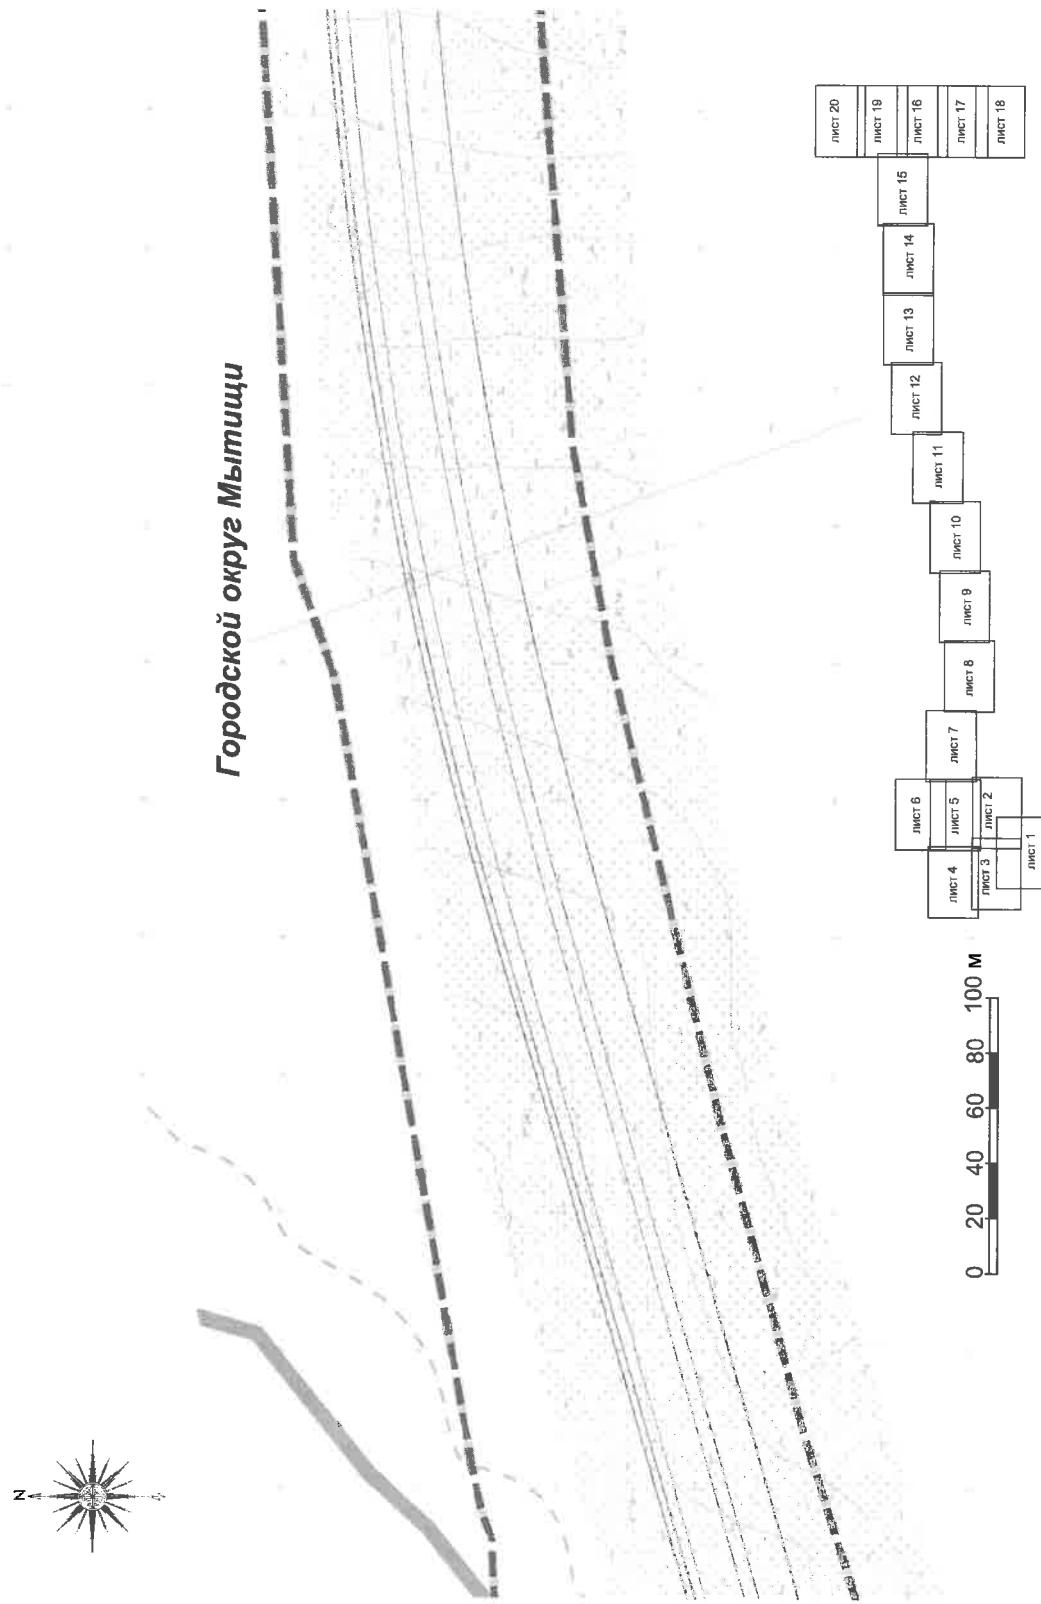 N
Городской округ Мытищи
0 20 40 60 80 100 м
лист 1
лист 2
лист 3
лист 4
лист 5
лист 6
лист 7
лист 8
лист 9
лист 10
лист 11
лист 12
лист 13
лист 14
лист 15
лист 20
лист 19
лист 16
лист 17
лист 18